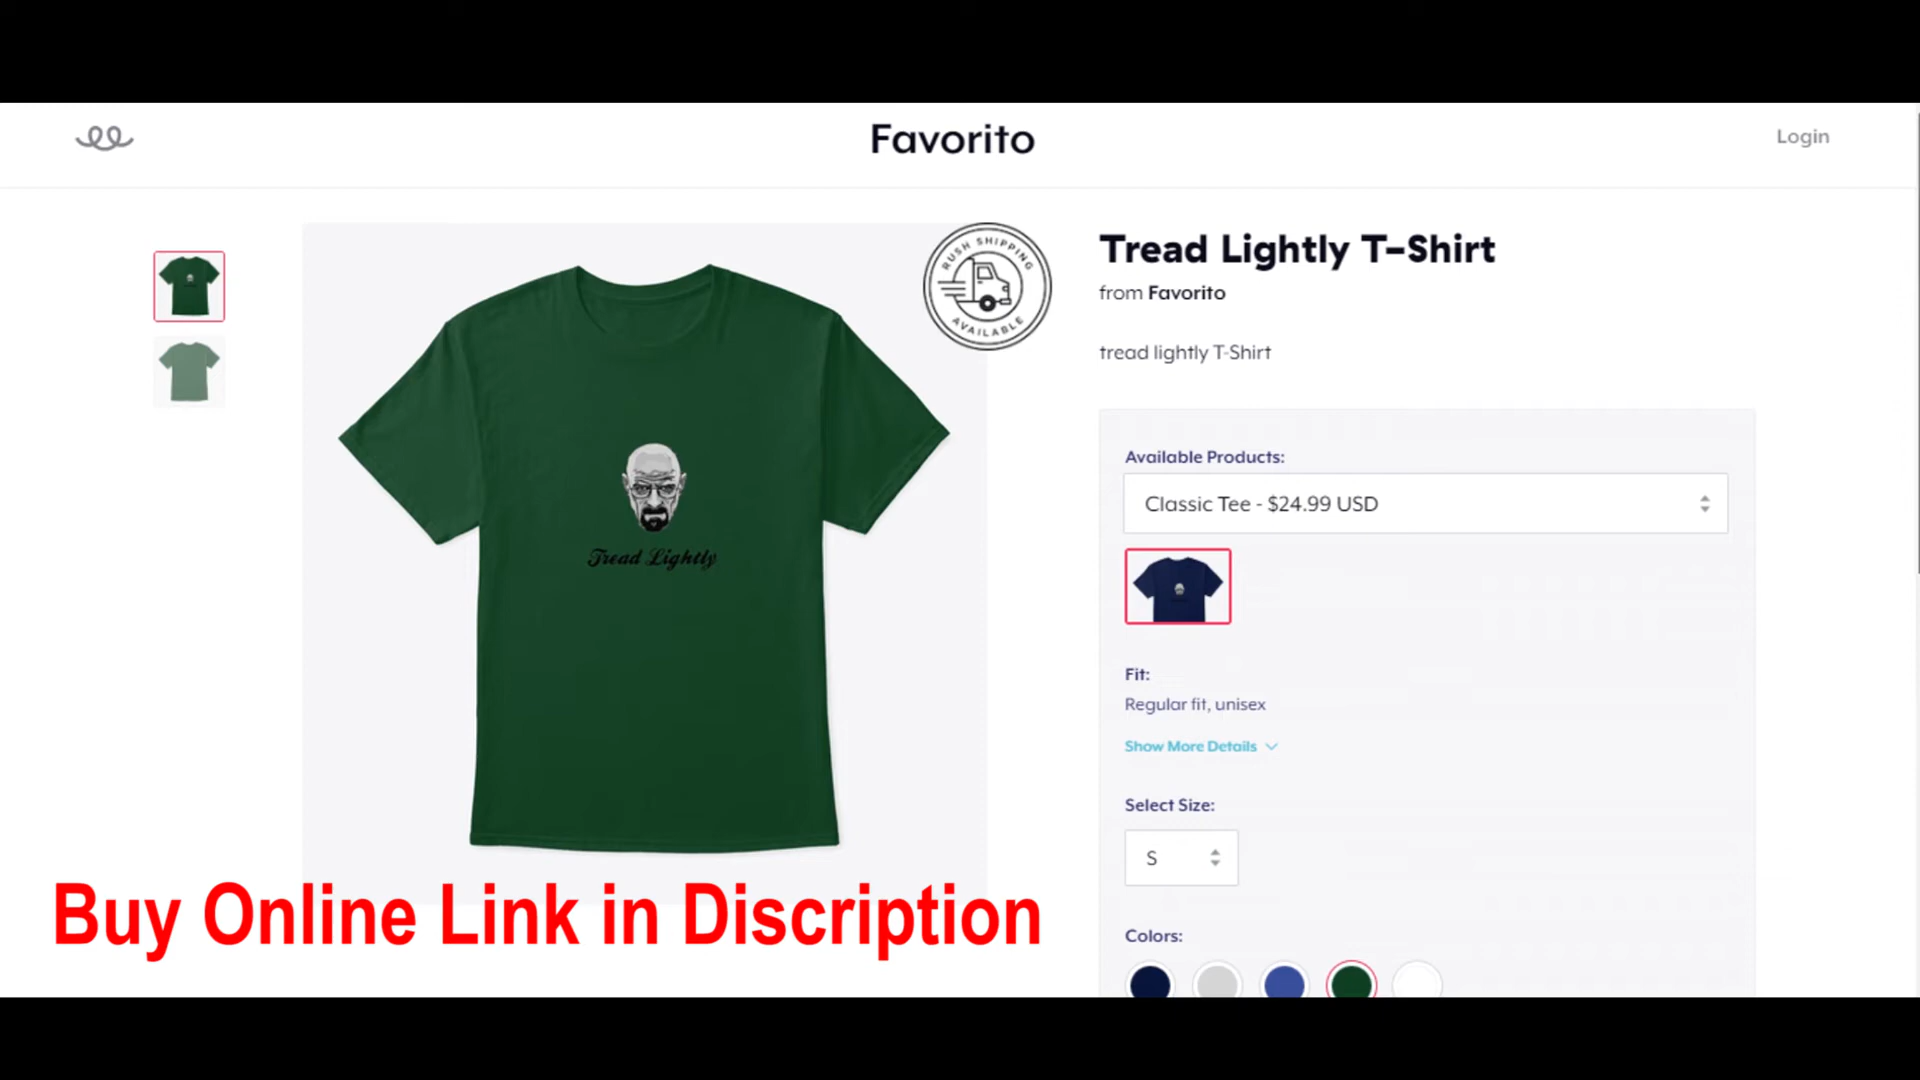 Favorito
Login
RUSH SHIPPING
AVAILABLE
Tread Lightly T-Shirt
from Favorito
tread lightly T-Shirt
Available Products:
Classic Tee - $24.99 USD
Tread Lightly
Fit:
Regular fit, unisex
Show More Details
Select Size:
S
Buy Online Link in Discription
Colors: